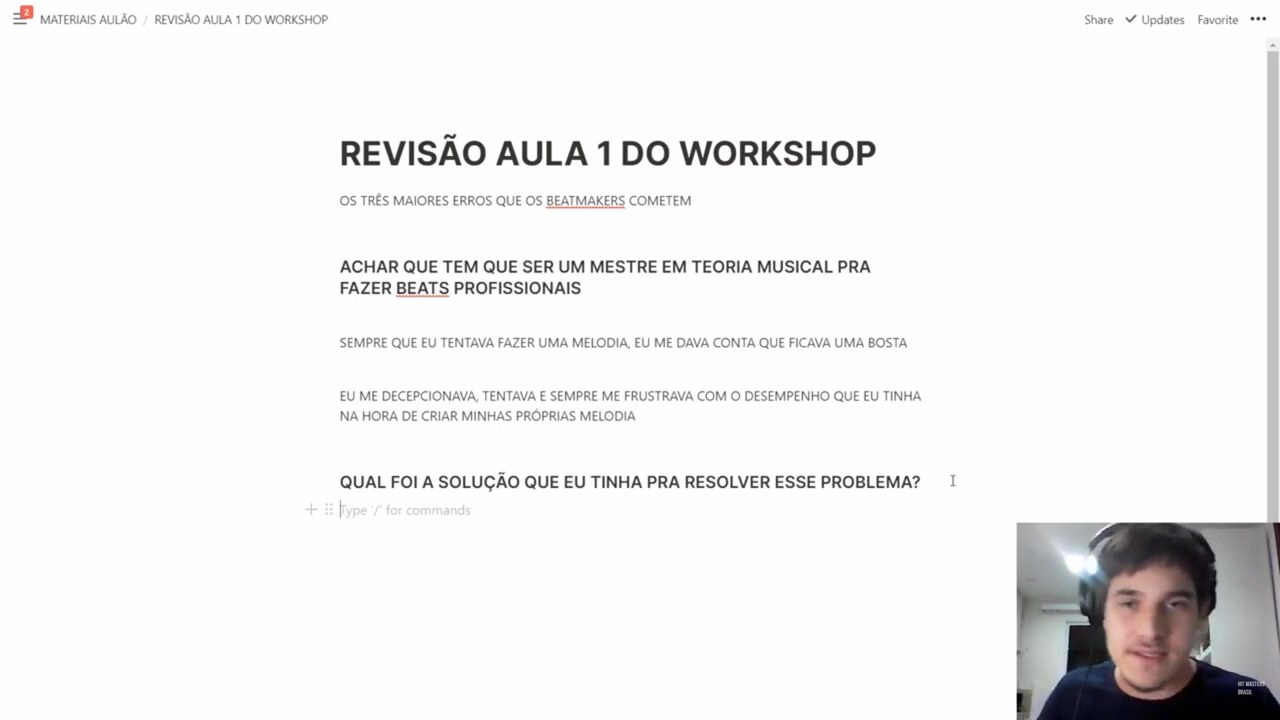 2
MATERIAIS AULÃO / REVISÃO AULA 1 DO WORKSHOP
Share ✓ Updates Favorite •••
REVISÃO AULA 1 DO WORKSHOP
OS TRÊS MAIORES ERROS QUE OS BEATMAKERS COMETEM
ACHAR QUE TEM QUE SER UM MESTRE EM TEORIA MUSICAL PRA
FAZER BEATS PROFISSIONAIS
SEMPRE QUE EU TENTAVA FAZER UMA MELODIA, EU ME DAVA CONTA QUE FICAVA UMA BOSTA
EU ME DECEPCIONAVA, TENTAVA E SEMPRE ME FRUSTRAVA COM O DESEMPENHO QUE EU TINHA
NA HORA DE CRIAR MINHAS PRÓPRIAS MELODIA
QUAL FOI A SOLUÇÃO QUE EU TINHA PRA RESOLVER ESSE PROBLEMA?
Type '/' for commands
HIT MASTERS
BRASIL